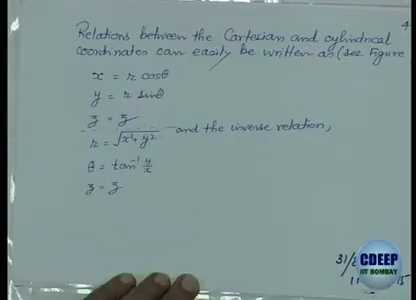 4
Relations between the Cartesian and cylindrical
coordinates can easily be written as (see Figure
x = r cosθ
y = r sinθ
z = z
r = √x²+y² and the inverse relation,
θ = tan⁻¹ y/x
z = z
CDEEP
IIT BOMBAY